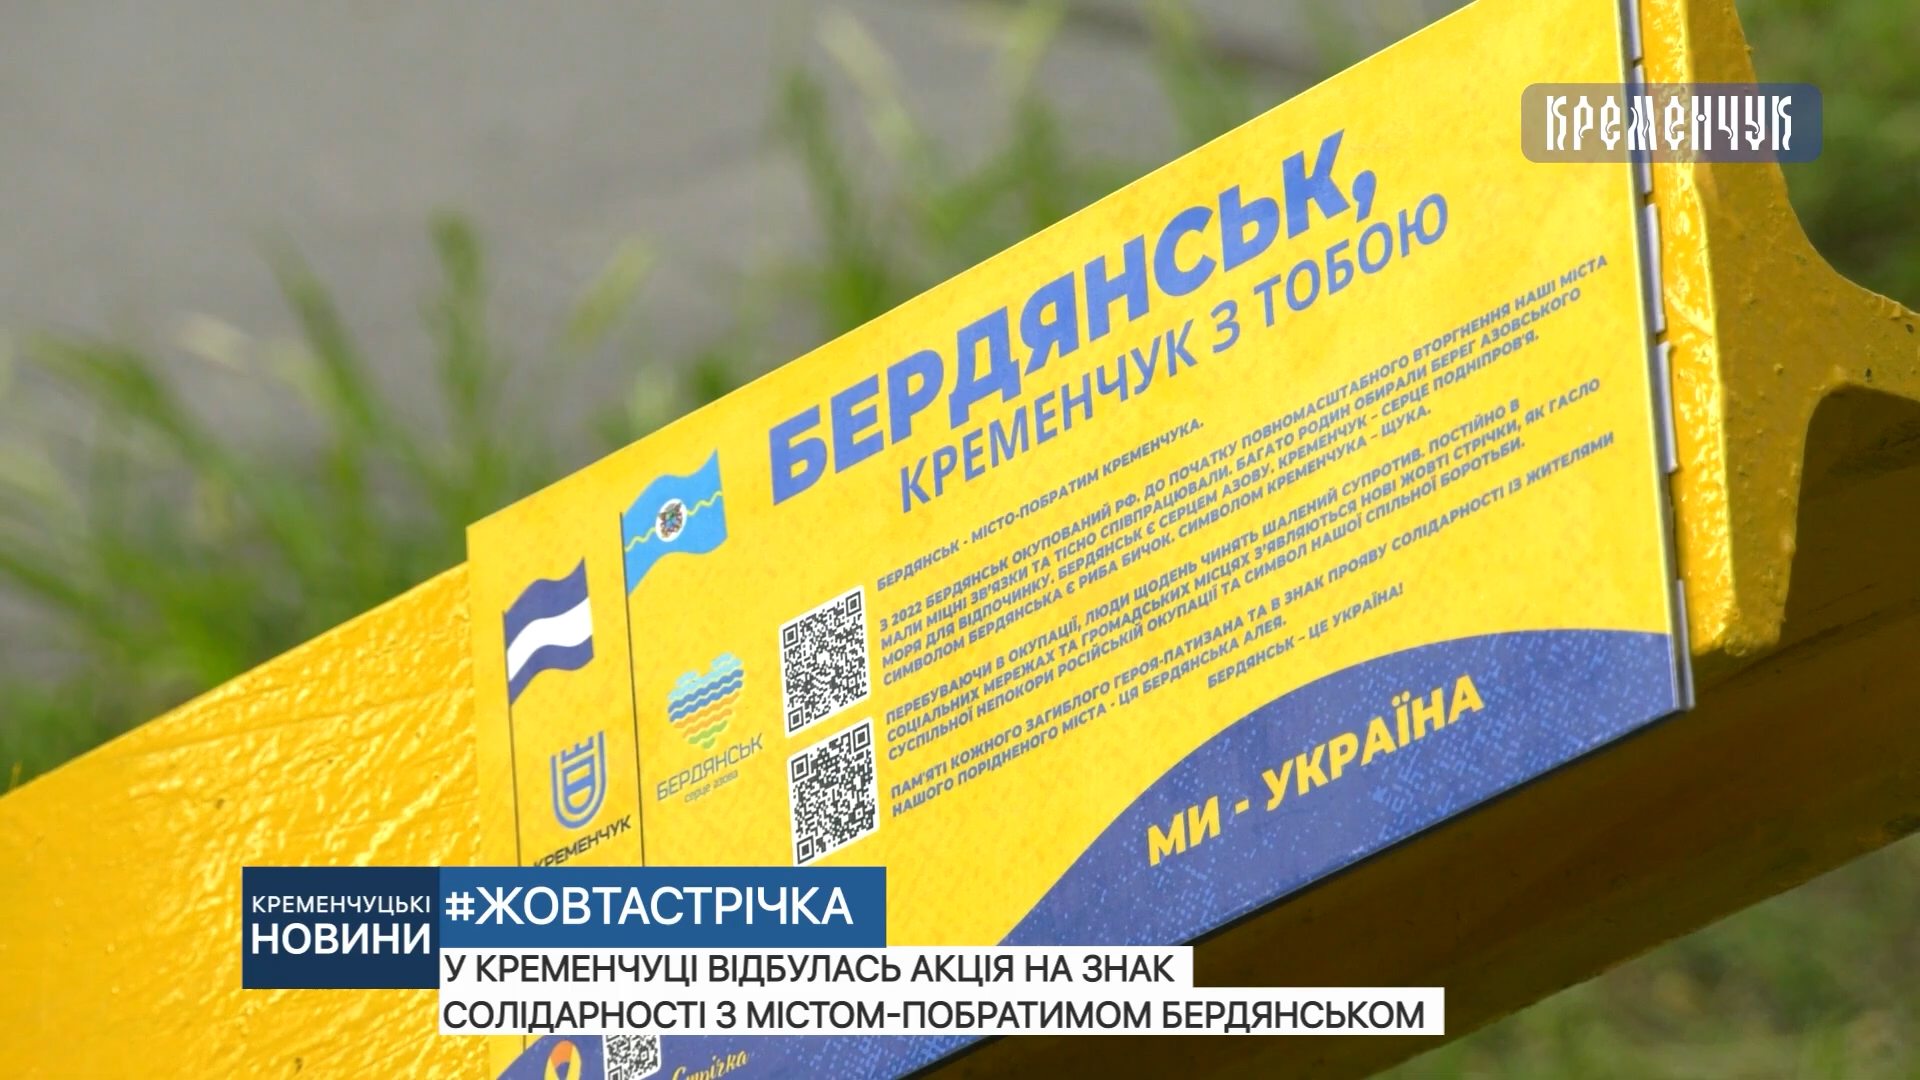 КРЕМЕНЧУК
БЕРДЯНСЬК,
КРЕМЕНЧУК З ТОБОЮ
БЕРДЯНСЬК - МІСТО-ПОБРАТИМ КРЕМЕНЧУКА.
З 2022 БЕРДЯНСЬК ОКУПОВАНИЙ РФ. ДО ПОЧАТКУ ПОВНОМАСШТАБНОГО ВТОРГНЕННЯ НАШІ МІСТА
МАЛИ МІЦНІ ЗВ'ЯЗКИ ТА ТІСНО СПІВПРАЦЮВАЛИ. БАГАТО РОДИН ОБИРАЛИ БЕРЕГ АЗОВСЬКОГО
МОРЯ ДЛЯ ВІДПОЧИНКУ. БЕРДЯНСЬК Є СЕРЦЕМ АЗОВУ. КРЕМЕНЧУК – СЕРЦЕ ПОДНІПРОВ'Я.
СИМВОЛОМ БЕРДЯНСЬКА Є РИБА БИЧОК. СИМВОЛОМ КРЕМЕНЧУКА – ЩУКА.
ПЕРЕБУВАЮЧИ В ОКУПАЦІЇ, ЛЮДИ ЩОДЕНЬ ЧИНЯТЬ ШАЛЕНИЙ СУПРОТИВ. ПОСТІЙНО В
СОЦІАЛЬНИХ МЕРЕЖАХ ТА ГРОМАДСЬКИХ МІСЦЯХ З'ЯВЛЯЮТЬСЯ НОВІ ЖОВТІ СТРІЧКИ, ЯК ГАСЛО
СУСПІЛЬНОЇ НЕПОКОРИ РОСІЙСЬКІЙ ОКУПАЦІЇ ТА СИМВОЛ НАШОЇ СПІЛЬНОЇ БОРОТЬБИ.
ПАМ'ЯТІ КОЖНОГО ЗАГИБЛОГО ГЕРОЯ-ПАТИЗАНА ТА В ЗНАК ПРОЯВУ СОЛІДАРНОСТІ ІЗ ЖИТЕЛЯМИ
НАШОГО ПОРІДНЕНОГО МІСТА - ЦЯ БЕРДЯНСЬКА АЛЕЯ.
БЕРДЯНСЬК – ЦЕ УКРАЇНА!
МИ - УКРАЇНА
БЕРДЯНСЬК
серце азова
КРЕМЕНЧУК
КРЕМЕНЧУЦЬКІ
НОВИНИ
#ЖОВТАСТРІЧКА
У КРЕМЕНЧУЦІ ВІДБУЛАСЬ АКЦІЯ НА ЗНАК
СОЛІДАРНОСТІ З МІСТОМ-ПОБРАТИМОМ БЕРДЯНСЬКОМ
Стрічка